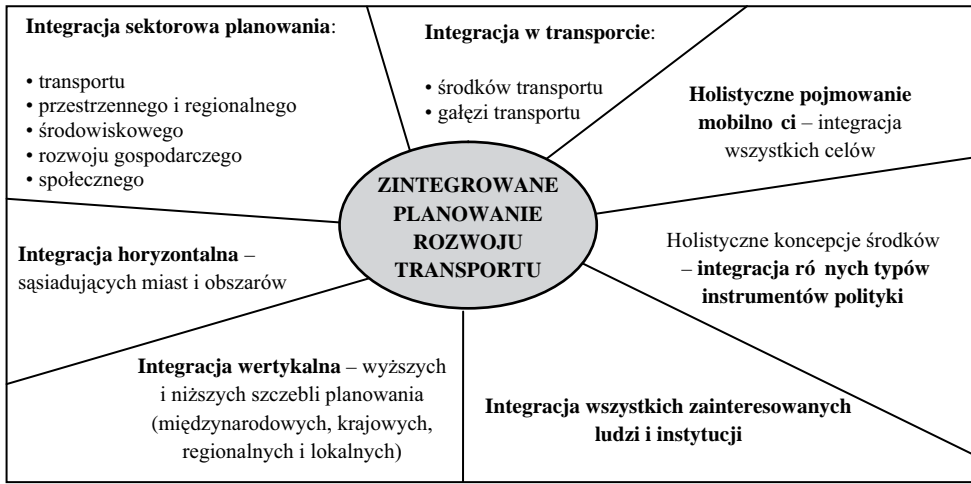 Integracja sektorowa planowania:
• transportu
• przestrzennego i regionalnego
• środowiskowego
• rozwoju gospodarczego
• społecznego
Integracja w transporcie:
• środków transportu
• gałęzi transportu
Holistyczne pojmowanie
mobilno ci – integracja
wszystkich celów
ZINTEGROWANE
PLANOWANIE
ROZWOJU
TRANSPORTU
Integracja horyzontalna –
sąsiadujących miast i obszarów
Holistyczne koncepcje środków
– integracja ró nych typów
instrumentów polityki
Integracja wertykalna – wyższych
i niższych szczebli planowania
(międzynarodowych, krajowych,
regionalnych i lokalnych)
Integracja wszystkich zainteresowanych
ludzi i instytucji